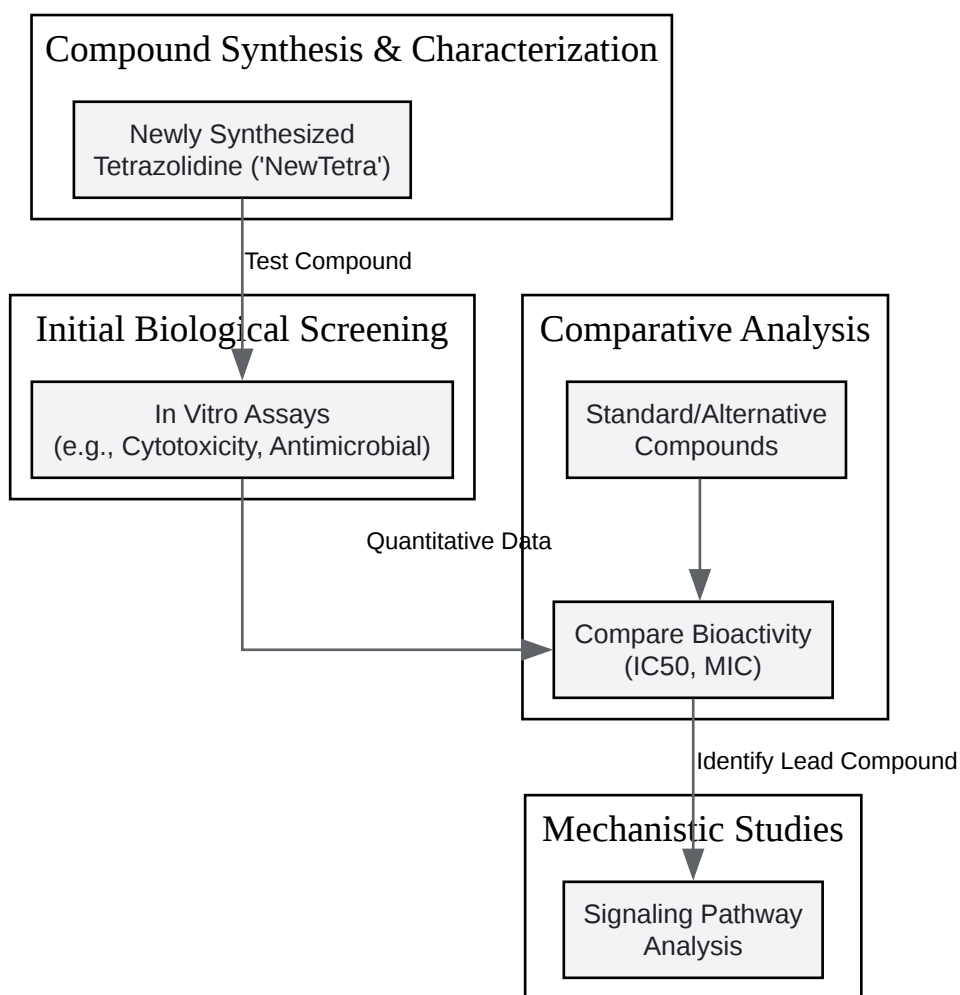 Compound Synthesis & Characterization
Newly Synthesized
Tetrazolidine ('NewTetra')
Test Compound
Initial Biological Screening
In Vitro Assays
(e.g., Cytotoxicity, Antimicrobial)
Comparative Analysis
Standard/Alternative
Compounds
Quantitative Data
Compare Bioactivity
(IC50, MIC)
Identify Lead Compound
Mechanistic Studies
Signaling Pathway
Analysis